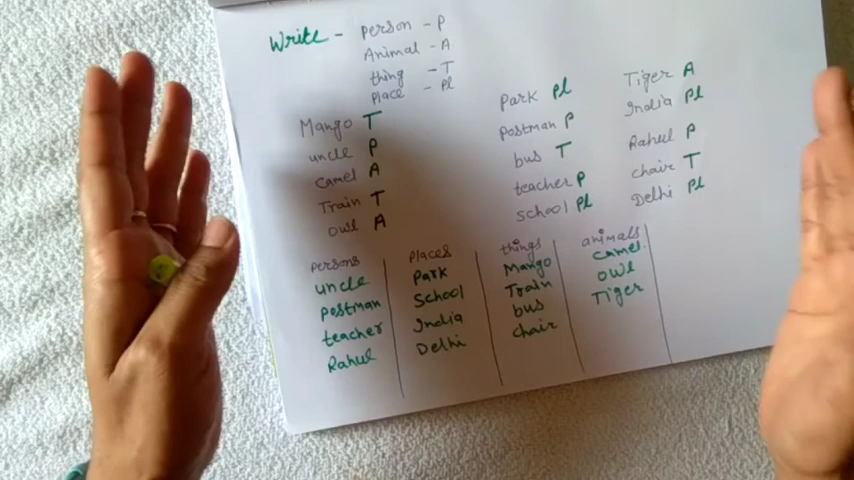 Write - Person - P
Animal - A
thing - T
place - Pl
Mango T
uncle P
camel A
Train T
owl A
Park Pl
Postman P
bus T
teacher P
School Pl
Tiger A
India Pl
Rahul P
chair T
Delhi Pl
Persons
uncle
Postman
teacher
Rahul
Places
Park
School
India
Delhi
things
Mango
Train
bus
chair
animals
camel.
owl
Tiger